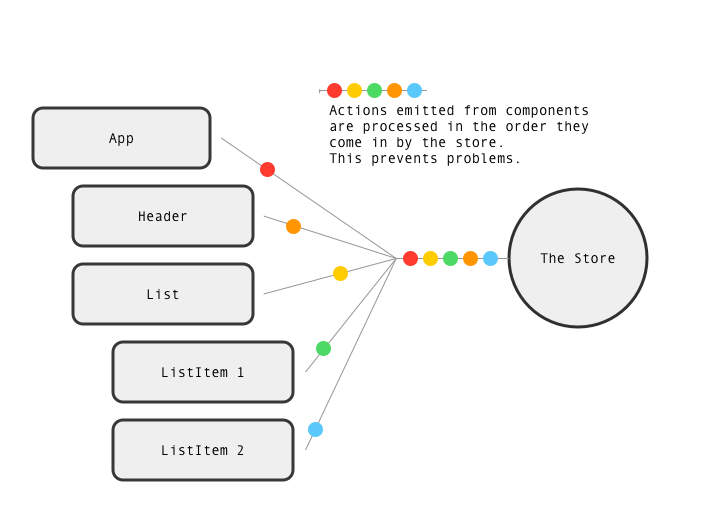 Actions emitted from components
are processed in the order they
come in by the store.
This prevents problems.
App
Header
List
ListItem 1
ListItem 2
The Store